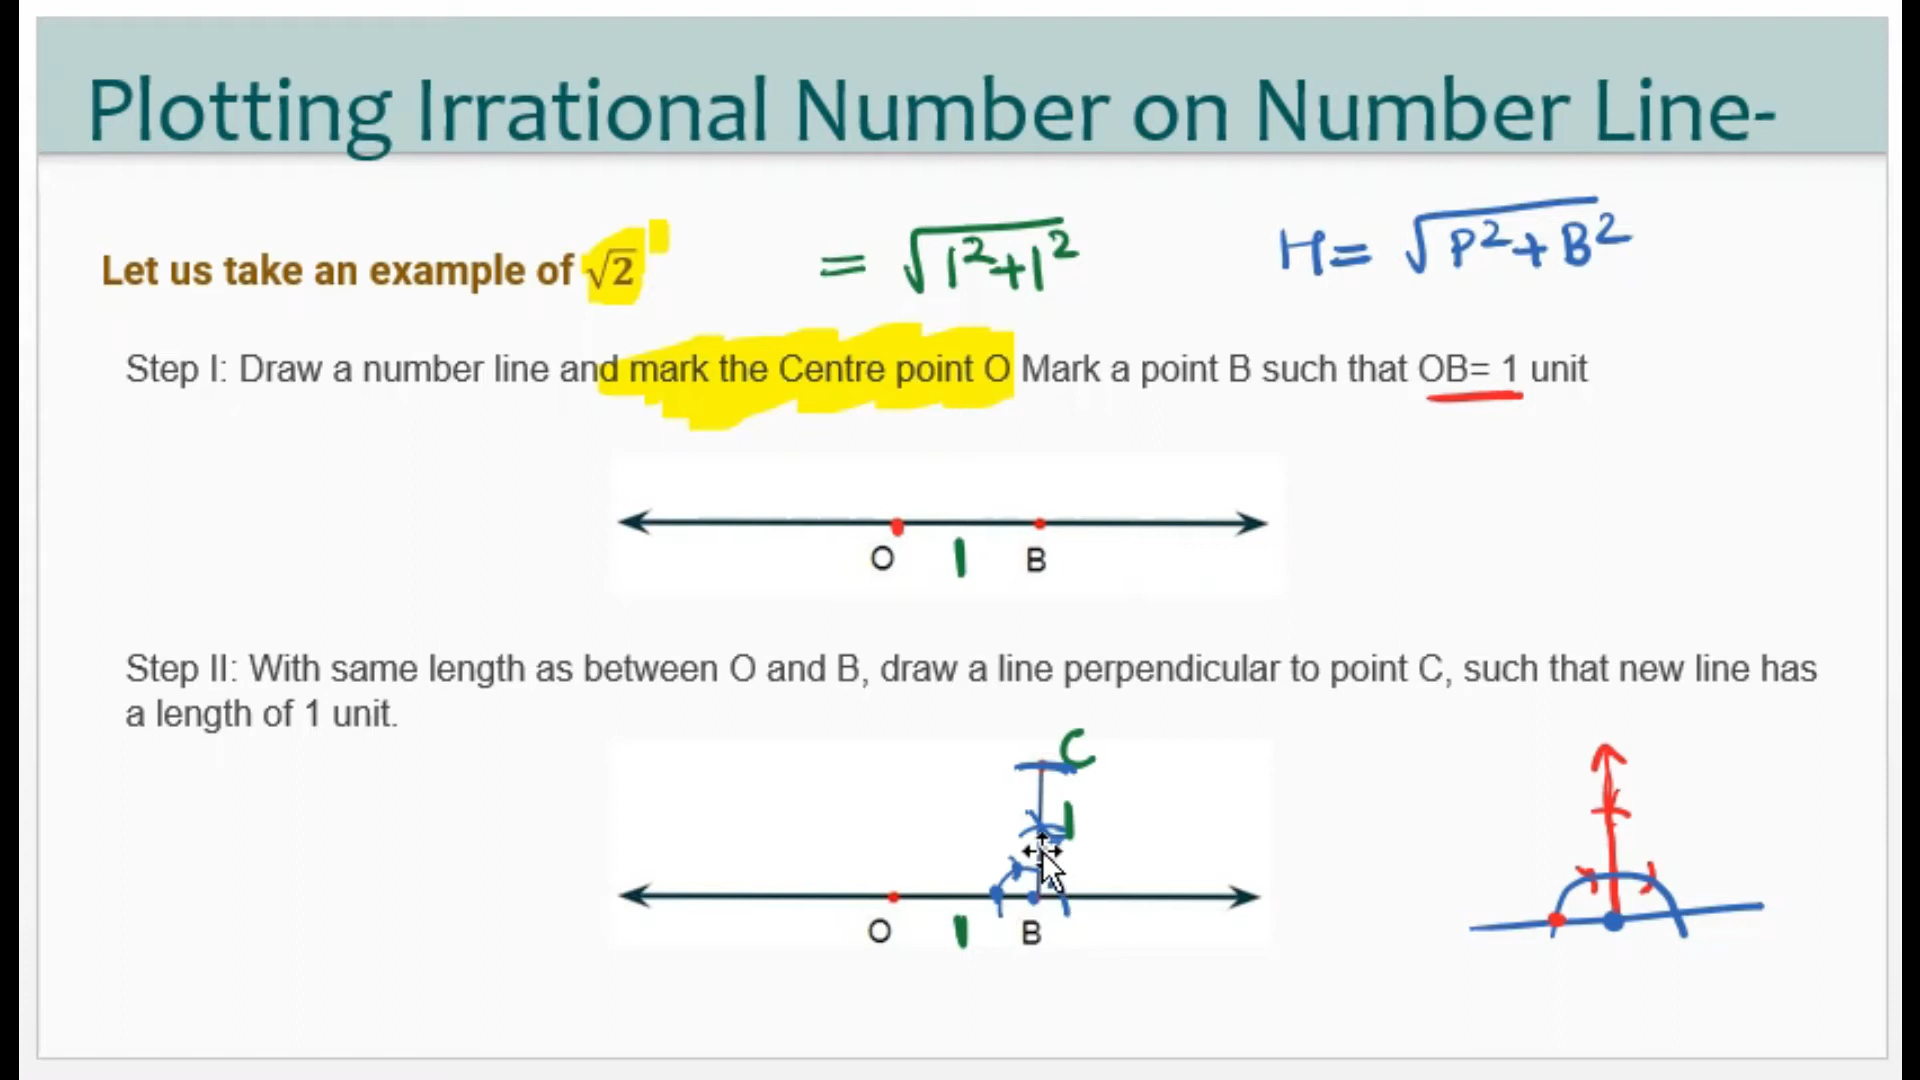 Plotting Irrational Number on Number Line-
Let us take an example of √2 = √1²+1² H= √P²+B²
Step I: Draw a number line and mark the Centre point O Mark a point B such that OB= 1 unit
O 1 B
Step II: With same length as between O and B, draw a line perpendicular to point C, such that new line has
a length of 1 unit.
C
1
O 1 B